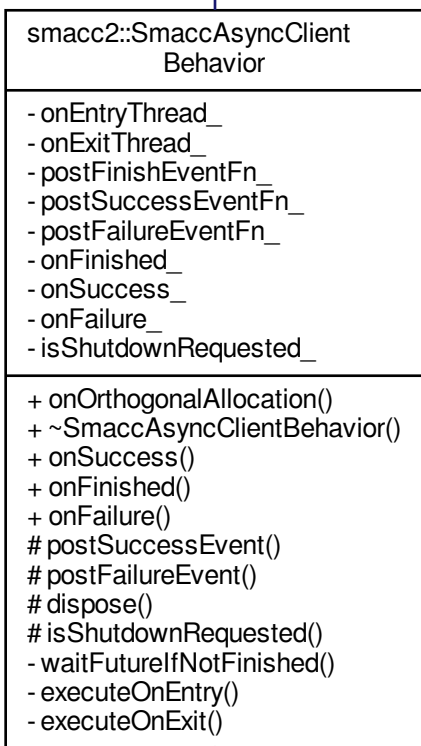 smacc2::SmaccAsyncClient
Behavior
- onEntryThread_
- onExitThread_
- postFinishEventFn_
- postSuccessEventFn_
- postFailureEventFn_
- onFinished_
- onSuccess_
- onFailure_
- isShutdownRequested_
+ onOrthogonalAllocation()
+ ~SmaccAsyncClientBehavior()
+ onSuccess()
+ onFinished()
+ onFailure()
# postSuccessEvent()
# postFailureEvent()
# dispose()
# isShutdownRequested()
- waitFutureIfNotFinished()
- executeOnEntry()
- executeOnExit()